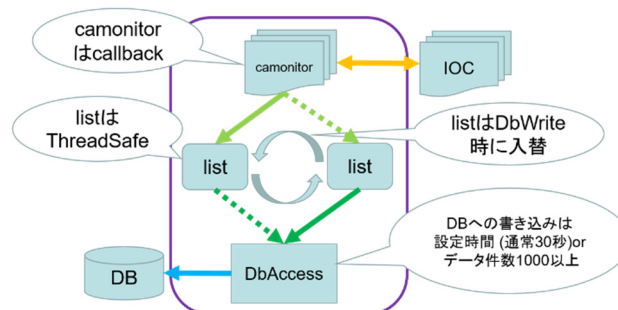 camonitor
はcallback
camonitor
IOC
listは
ThreadSafe
listはDbWrite
時に入替
list
list
DBへの書き込みは
設定時間 (通常30秒)or
データ件数1000以上
DB
DbAccess